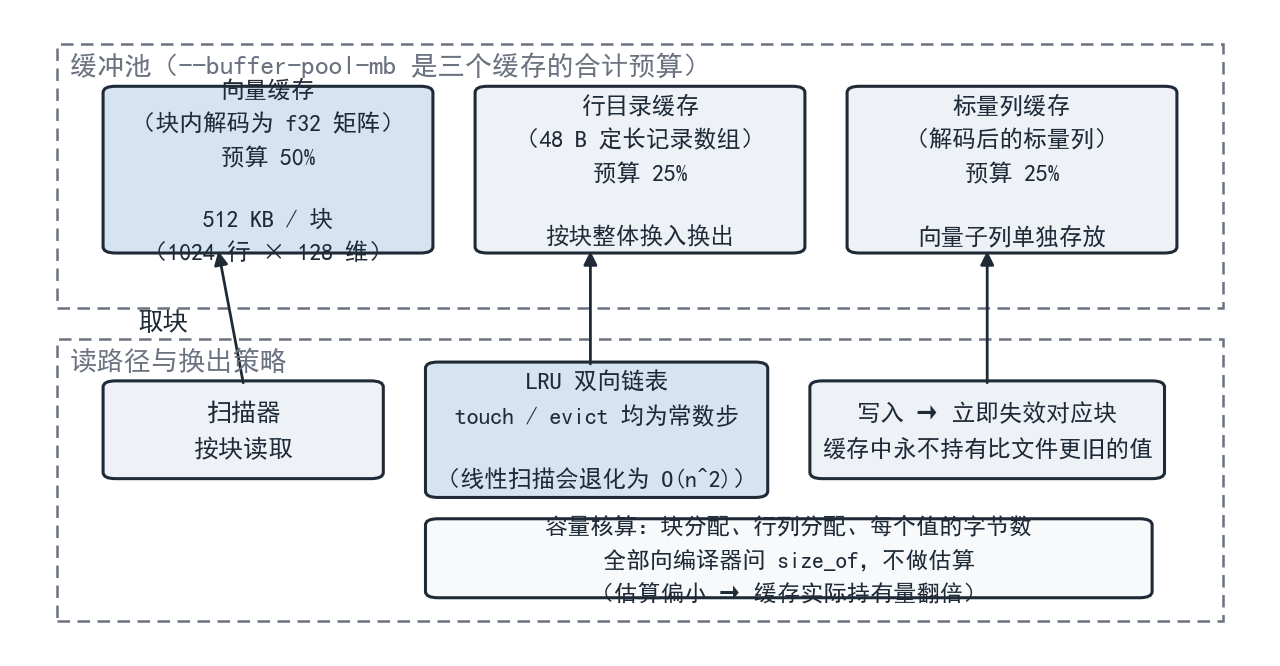 缓冲池（--buffer-pool-mb 是三个缓存的合计预算）
向量缓存
（块内解码为 f32 矩阵）
预算 50%
512 KB / 块
（1024 行 × 128 维）
行目录缓存
（48 B 定长记录数组）
预算 25%
按块整体换入换出
标量列缓存
（解码后的标量列）
预算 25%
向量子列单独存放
取块
读路径与换出策略
扫描器
按块读取
LRU 双向链表
touch / evict 均为常数步
（线性扫描会退化为 O(n^2)）
写入 → 立即失效对应块
缓存中永不持有比文件更旧的值
容量核算：块分配、行列分配、每个值的字节数
全部向编译器问 size_of，不做估算
（估算偏小 → 缓存实际持有量翻倍）